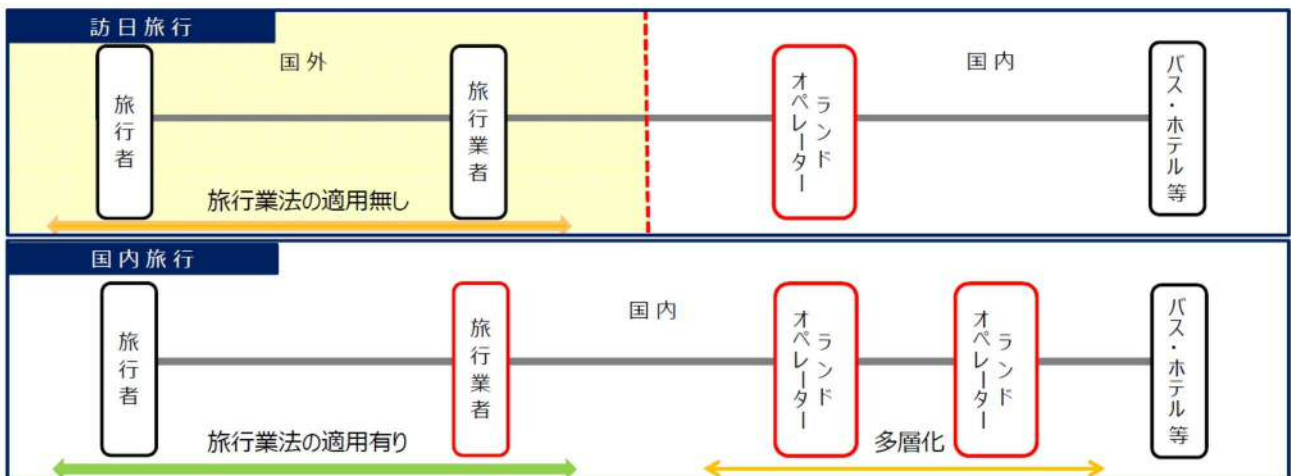 訪日旅行
国外
国内
旅行者
旅行業者
ランド
オペレーター
バス・ホテル等
旅行業法の適用無し
国内旅行
国内
旅行者
旅行業者
ランド
オペレーター
ランド
オペレーター
バス・ホテル等
旅行業法の適用有り
多層化